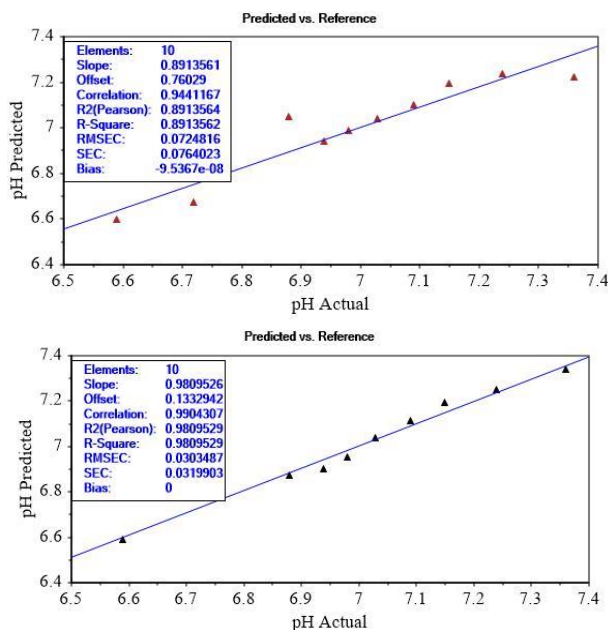 Predicted vs. Reference
Elements: 10
Slope: 0.8913561
Offset: 0.76029
Correlation: 0.9441167
R2(Pearson): 0.8913564
R-Square: 0.8913562
RMSEC: 0.0724816
SEC: 0.0764023
Bias: -9.5367e-08
pH Predicted
7.4
7.2
7
6.8
6.6
6.4
6.5 6.6 6.7 6.8 6.9 7 7.1 7.2 7.3 7.4
pH Actual
Predicted vs. Reference
Elements: 10
Slope: 0.9809526
Offset: 0.1332942
Correlation: 0.9904307
R2(Pearson): 0.9809529
R-Square: 0.9809529
RMSEC: 0.0303487
SEC: 0.0319903
Bias: 0
pH Predicted
7.4
7.2
7
6.8
6.6
6.4
6.5 6.6 6.7 6.8 6.9 7 7.1 7.2 7.3 7.4
pH Actual